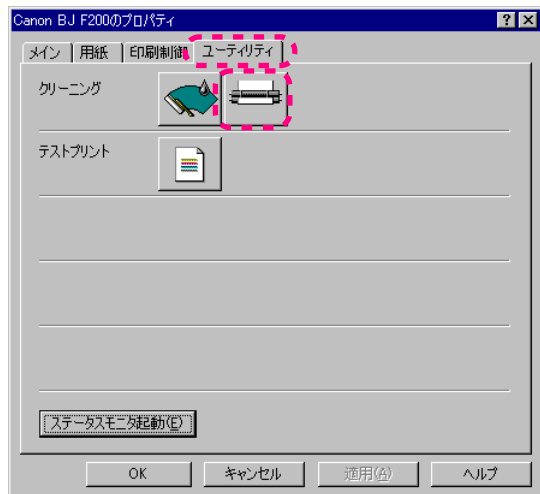 Canon BJ F200のプロパティ
メイン 用紙 印刷制御 ユーティリティ
クリーニング
テストプリント
ステータスモニタ起動(E)
OK キャンセル 適用(A) ヘルプ